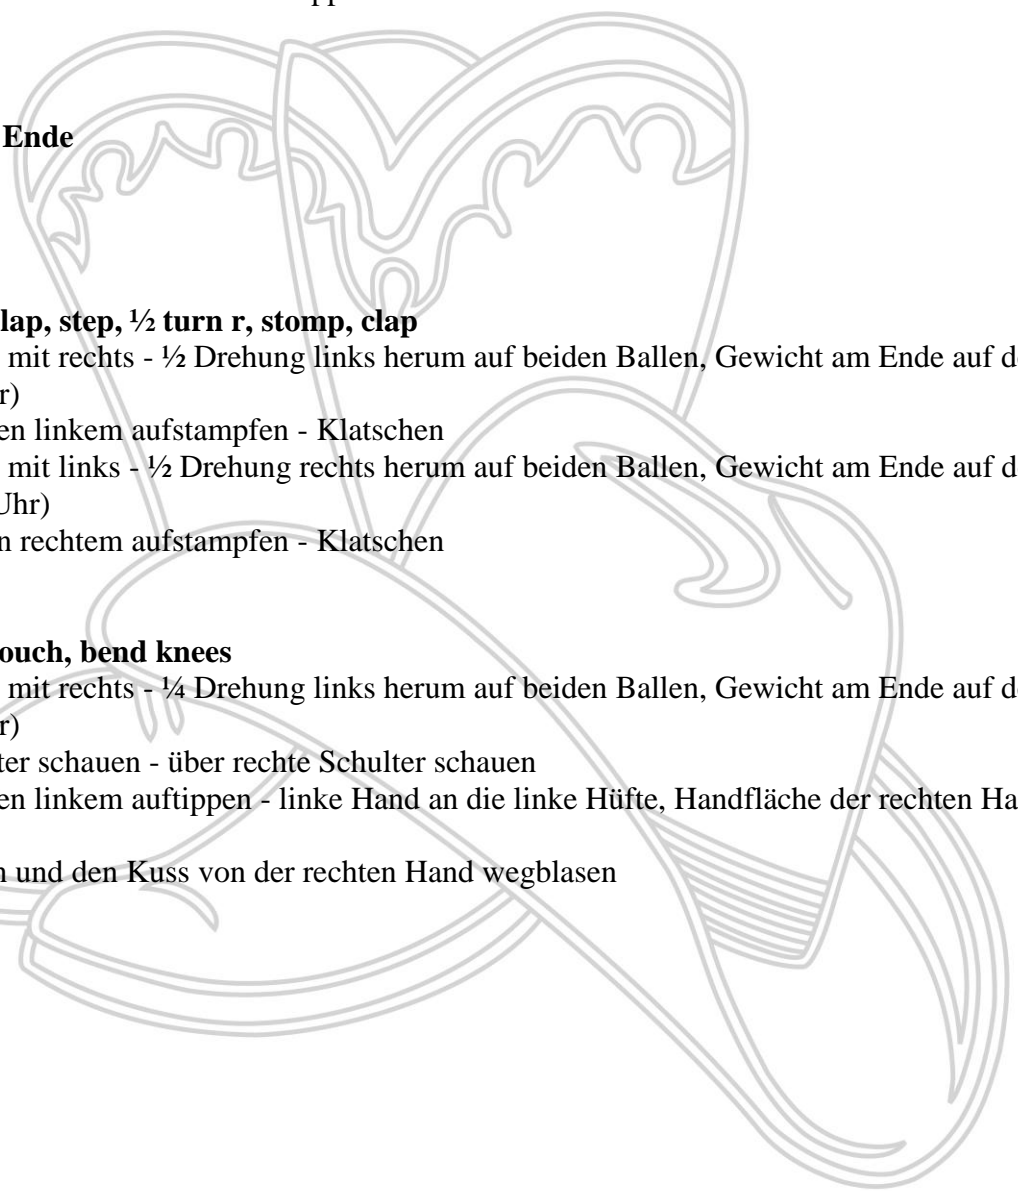 Ende
lap, step, ½ turn r, stomp, clap
mit rechts - ½ Drehung links herum auf beiden Ballen, Gewicht am Ende auf d
r)
en linkem aufstampfen - Klatschen
mit links - ½ Drehung rechts herum auf beiden Ballen, Gewicht am Ende auf d
Uhr)
n rechtem aufstampfen - Klatschen
ouch, bend knees
mit rechts - ¼ Drehung links herum auf beiden Ballen, Gewicht am Ende auf d
r)
ter schauen - über rechte Schulter schauen
en linkem auftippen - linke Hand an die linke Hüfte, Handfläche der rechten Ha
n und den Kuss von der rechten Hand wegblasen